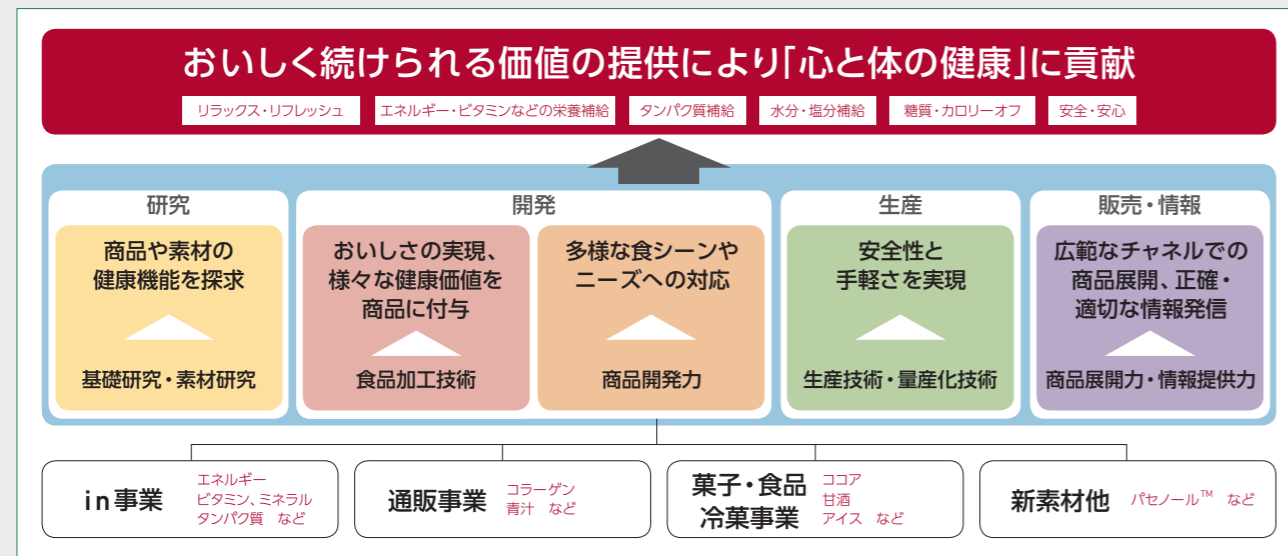 おいしく続けられる価値の提供により「心と体の健康」に貢献
リラックス・リフレッシュ
エネルギー・ビタミンなどの栄養補給
タンパク質補給
水分・塩分補給
糖質・カロリーオフ
安全・安心
研究
商品や素材の
健康機能を探求
基礎研究・素材研究
開発
おいしさの実現、
様々な健康価値を
商品に付与
食品加工技術
多様な食シーンや
ニーズへの対応
商品開発力
生産
安全性と
手軽さを実現
生産技術・量産化技術
販売・情報
広範なチャネルでの
商品展開、正確・
適切な情報発信
商品展開力・情報提供力
in事業
エネルギー
ビタミン、ミネラル
タンパク質 など
通販事業
コラーゲン
青汁 など
菓子・食品
冷菓事業
ココア
甘酒
アイス など
新素材他
パセノール™ など